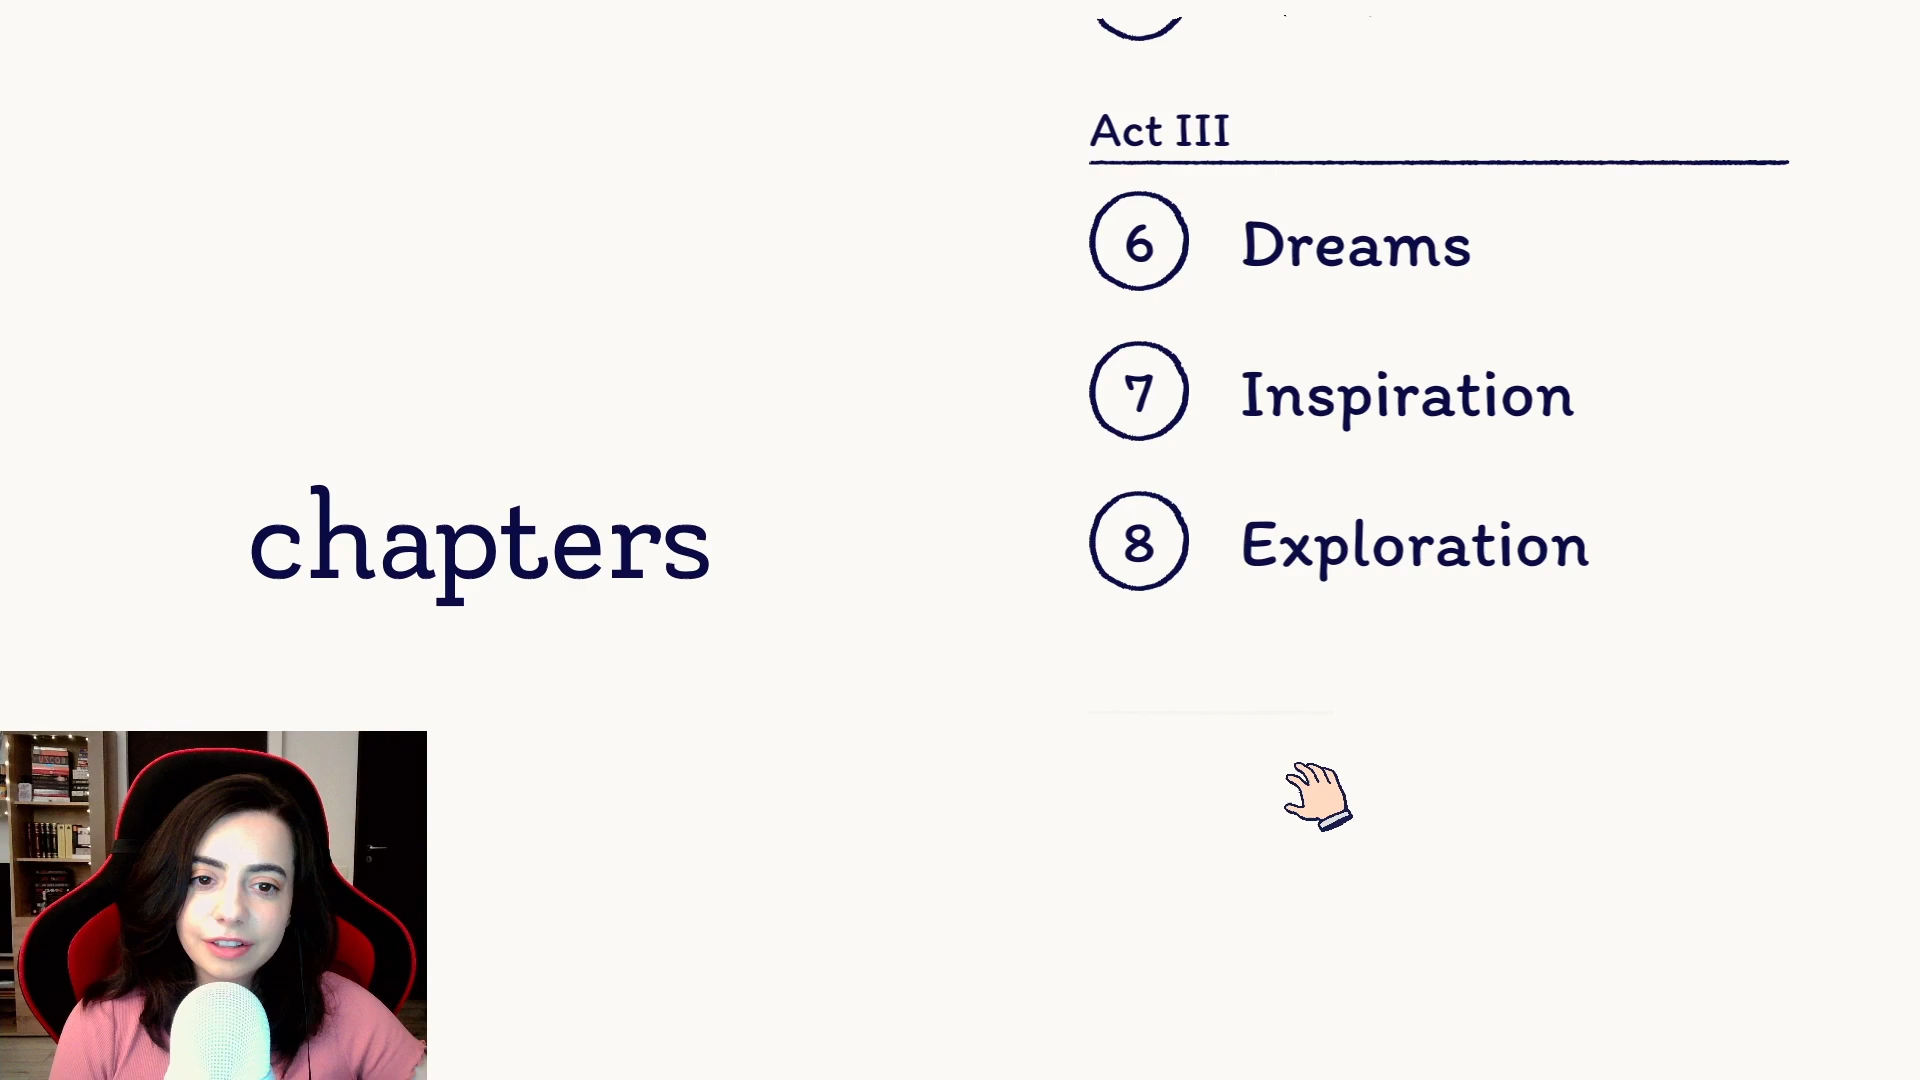 chapters
Act III
6 Dreams
7 Inspiration
8 Exploration